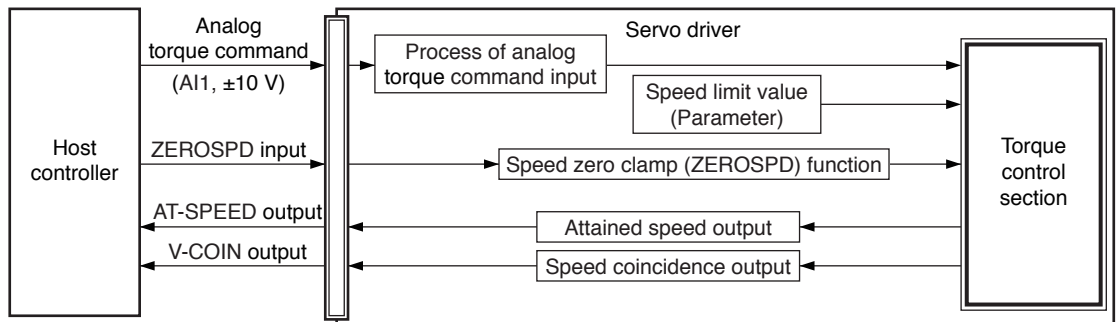 Analog
torque command
(AI1, ±10 V)
Servo driver
Process of analog
torque command input
Speed limit value
(Parameter)
Host
controller
ZEROSPD input
Speed zero clamp (ZEROSPD) function
Torque
control
section
AT-SPEED output
Attained speed output
V-COIN output
Speed coincidence output